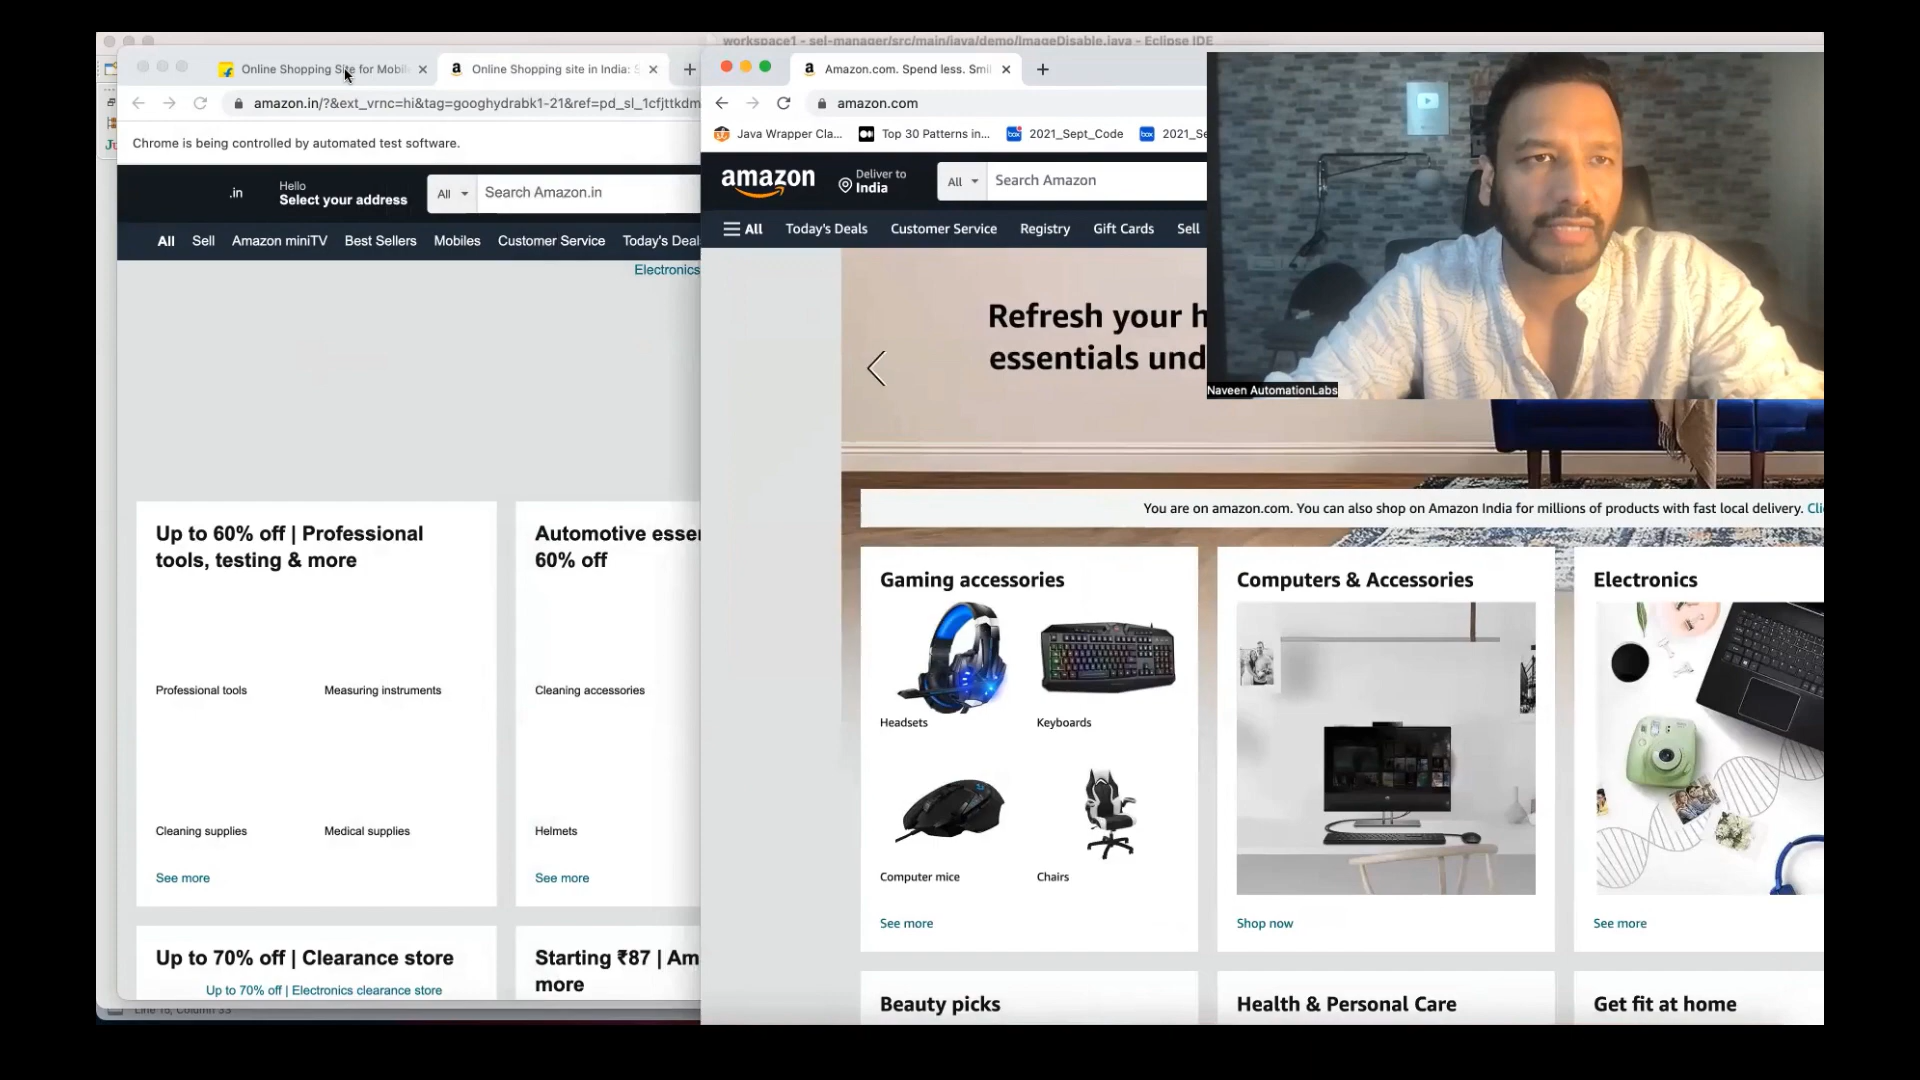 workspace1 - sel-manager/src/main/java/demo/ImageDisable.java - Eclipse IDE
Online Shopping Site for Mobile
Online Shopping site in India: S
amazon.in/?&ext_vrnc=hi&tag=googhydrabk1-21&ref=pd_sl_1cfjttkdm
Chrome is being controlled by automated test software.
.in
Hello
Select your address
All
Search Amazon.in
All Sell Amazon miniTV Best Sellers Mobiles Customer Service Today's Deal
Electronics
Up to 60% off | Professional
tools, testing & more
Professional tools
Measuring instruments
Cleaning supplies
Medical supplies
See more
Automotive esse
60% off
Cleaning accessories
Helmets
See more
Up to 70% off | Clearance store
Up to 70% off | Electronics clearance store
Starting ₹87 | Am
more
Line 15, Column 33
Amazon.com. Spend less. Smi
amazon.com
Java Wrapper Cla...
Top 30 Patterns in...
2021_Sept_Code
2021_Se
amazon
Deliver to
India
All
Search Amazon
All Today's Deals Customer Service Registry Gift Cards Sell
Refresh your h
essentials und
Naveen AutomationLabs
You are on amazon.com. You can also shop on Amazon India for millions of products with fast local delivery. Cli
Gaming accessories
Headsets
Keyboards
Computer mice
Chairs
See more
Computers & Accessories
Shop now
Electronics
See more
Beauty picks
Health & Personal Care
Get fit at home